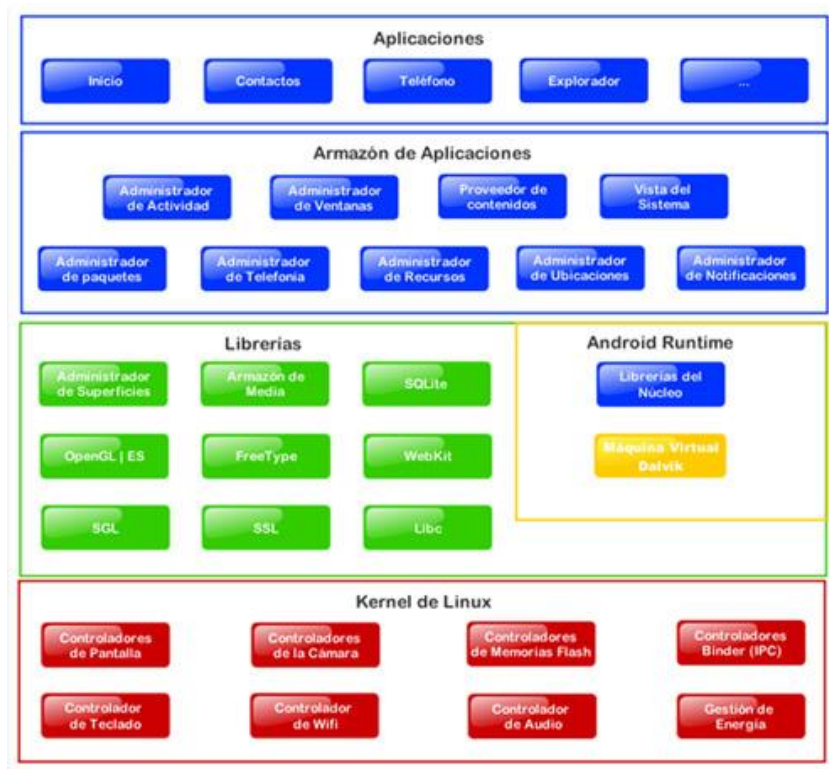 Aplicaciones
Inicio
Contactos
Teléfono
Explorador
...
Armazón de Aplicaciones
Administrador
de Actividad
Administrador
de Ventanas
Proveedor de
contenidos
Vista del
Sistema
Administrador
de paquetes
Administrador
de Telefonía
Administrador
de Recursos
Administrador
de Ubicaciones
Administrador
de Notificaciones
Librerías
Administrador
de Superficies
Armazón de
Media
SQLite
OpenGL | ES
FreeType
WebKit
SGL
SSL
Libc
Android Runtime
Librerías del
Núcleo
Máquina Virtual
Dalvik
Kernel de Linux
Controladores
de Pantalla
Controladores
de la Cámara
Controladores
de Memorias Flash
Controladores
Binder (IPC)
Controlador
de Teclado
Controlador
de Wifi
Controlador
de Audio
Gestión de
Energía